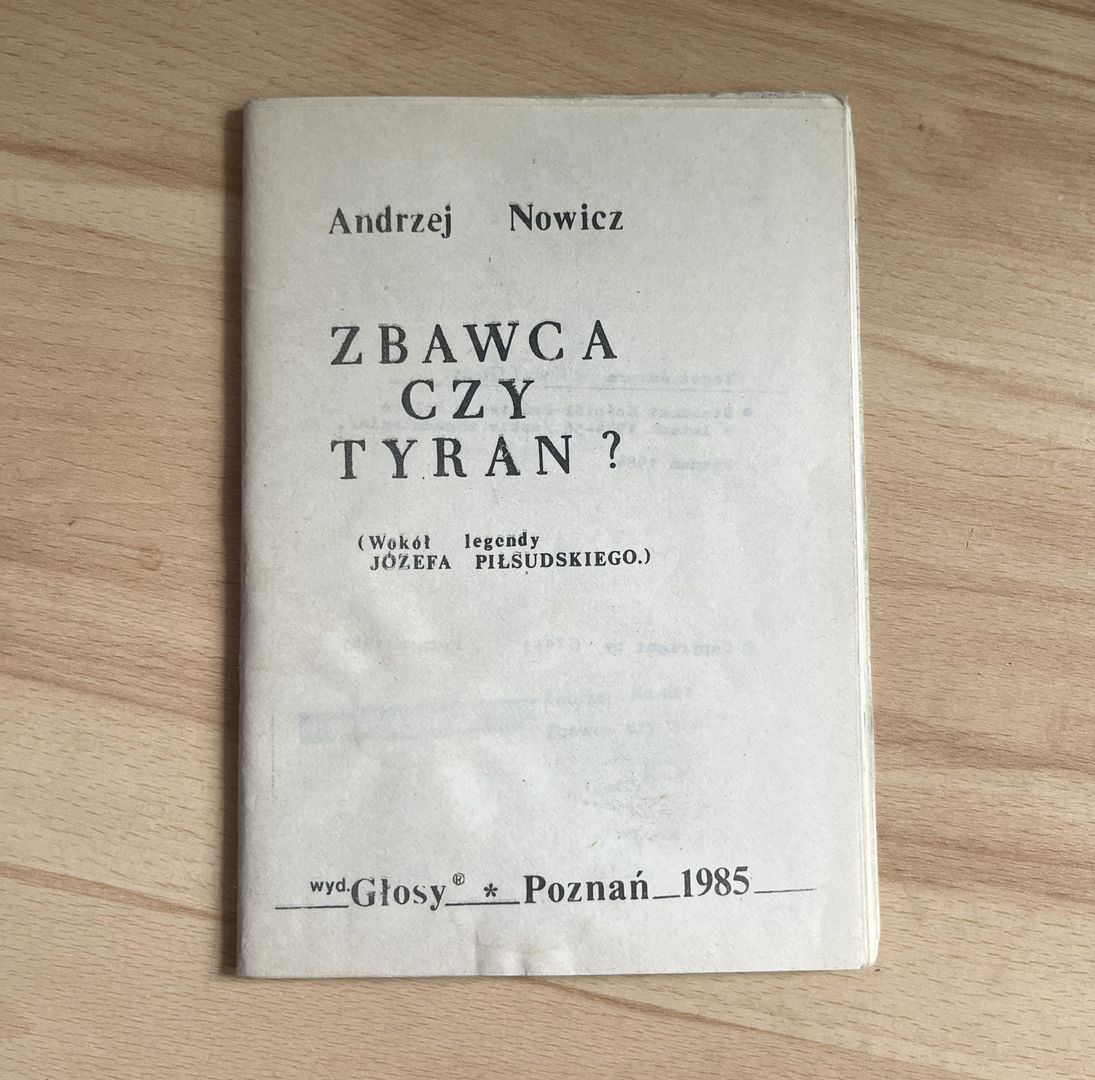 Andrzej Nowicz
ZBAWCA
CZY
TYRAN?
(Wokół legendy
JÓZEFA PIŁSUDSKIEGO.)
wyd. Głosy® * Poznań 1985